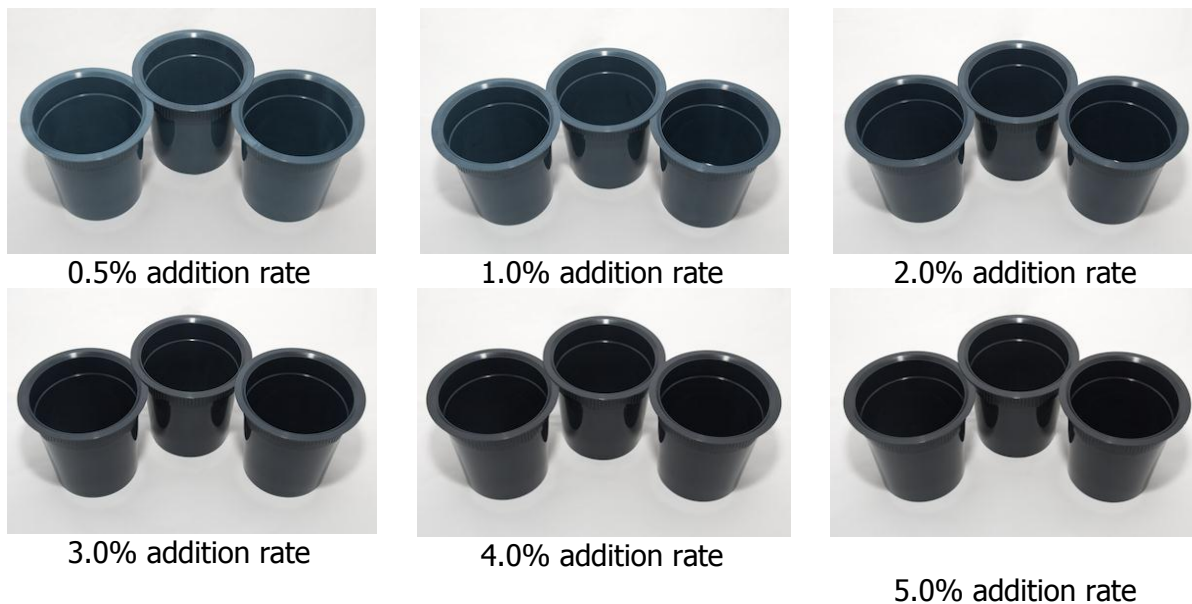 0.5% addition rate
1.0% addition rate
2.0% addition rate
3.0% addition rate
4.0% addition rate
5.0% addition rate